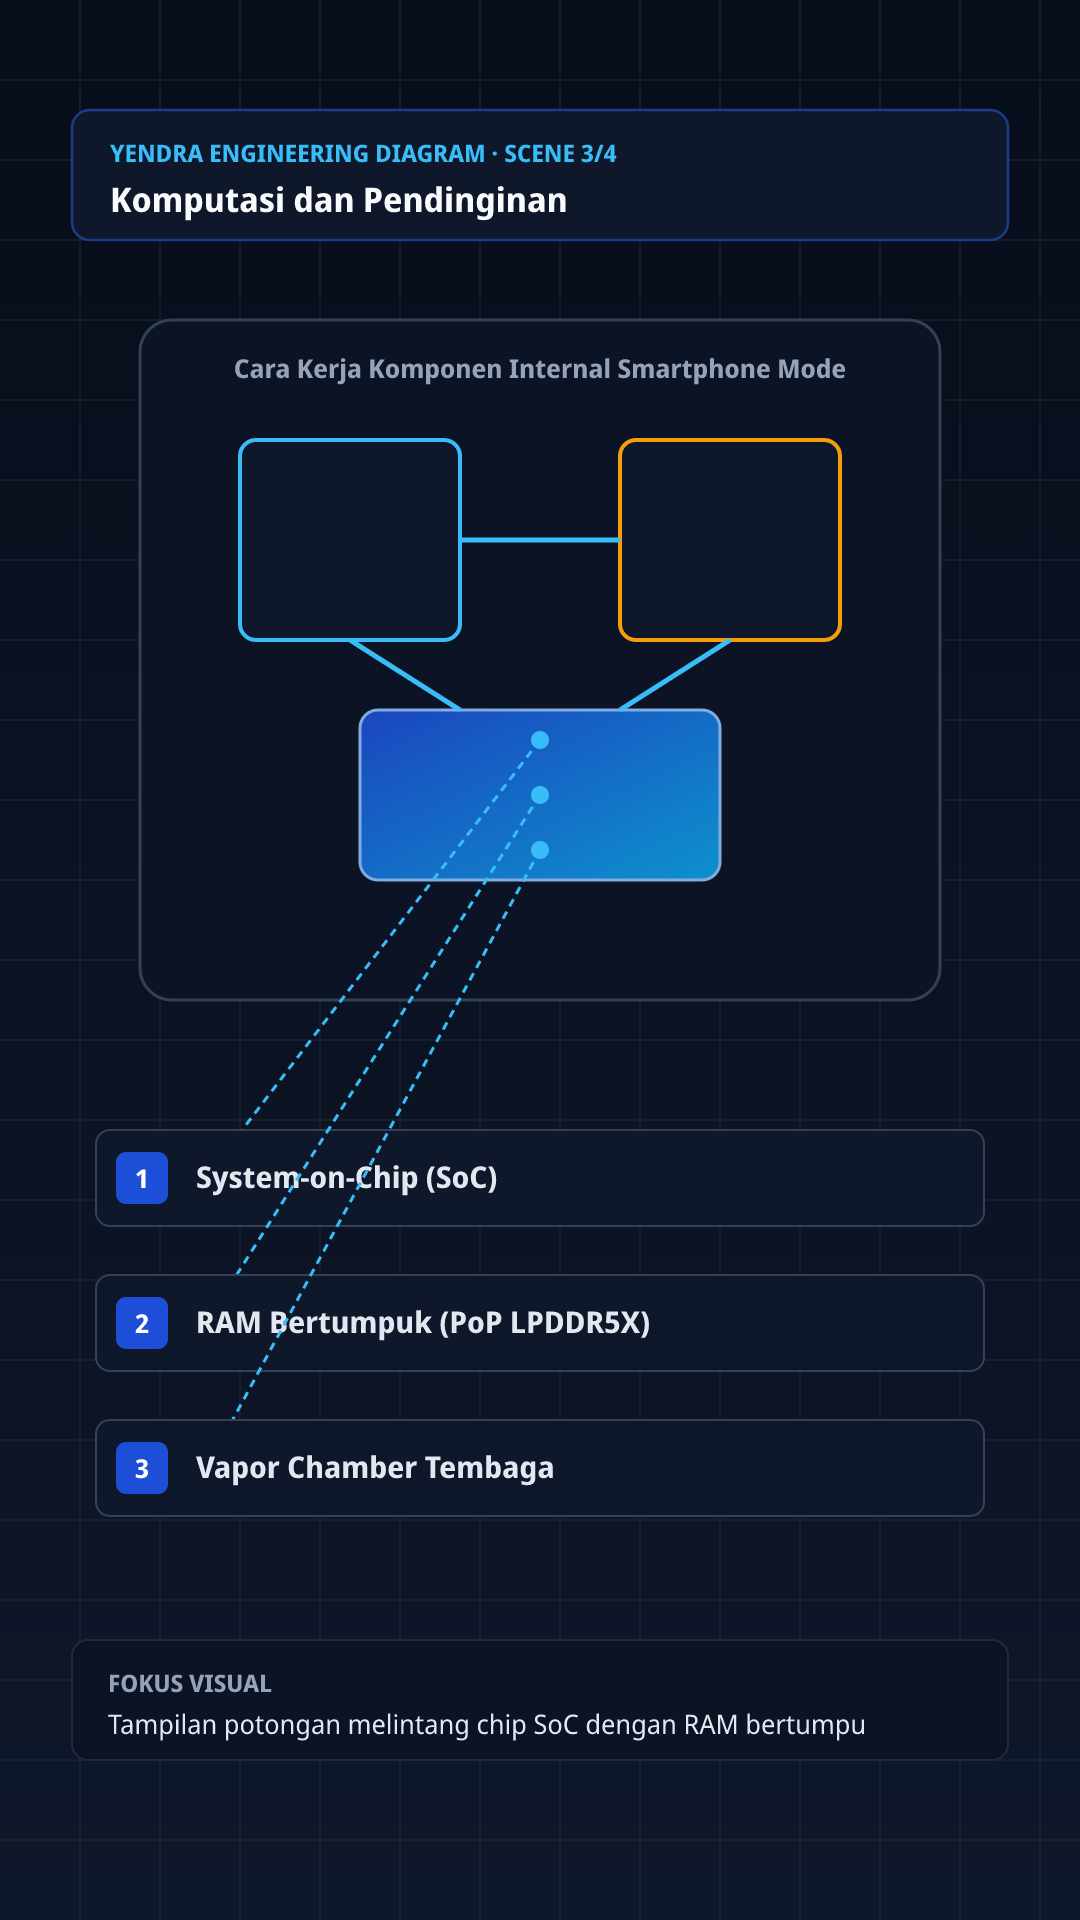 YENDRA ENGINEERING DIAGRAM · SCENE 3/4
Komputasi dan Pendinginan
Cara Kerja Komponen Internal Smartphone Mode
1 System-on-Chip (SoC)
2 RAM Bertumpuk (PoP LPDDR5X)
3 Vapor Chamber Tembaga
FOKUS VISUAL
Tampilan potongan melintang chip SoC dengan RAM bertumpu